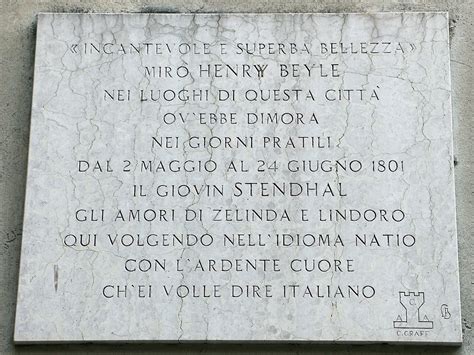 «INCANTEVOLE E SUPERBA BELLEZZA»
MIRÒ HENRY BEYLE
NEI LUOGHI DI QUESTA CITTÀ
OV'EBBE DIMORA
NEI GIORNI PRATILI
DAL 2 MAGGIO AL 24 GIUGNO 1801
IL GIOVIN STENDHAL
GLI AMORI DI ZELINDA E LINDORO
QUI VOLGENDO NELL'IDIOMA NATIO
CON L'ARDENTE CUORE
CH'EI VOLLE DIRE ITALIANO
C. GRAFF